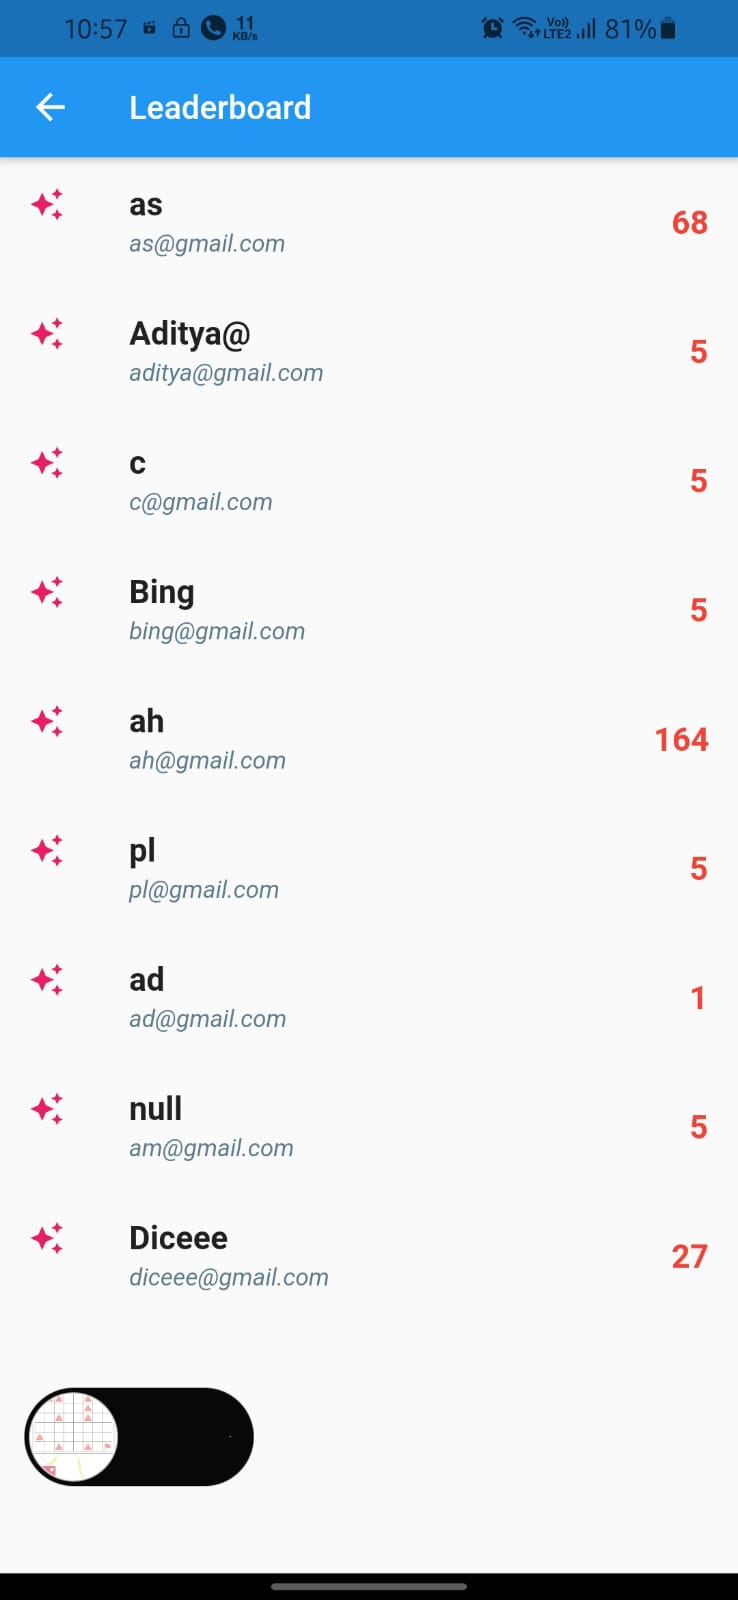 10:57 11 KB/s Vo)) LTE2 81%
Leaderboard
as
as@gmail.com
68
Aditya@
aditya@gmail.com
5
c
c@gmail.com
5
Bing
bing@gmail.com
5
ah
ah@gmail.com
164
pl
pl@gmail.com
5
ad
ad@gmail.com
1
null
am@gmail.com
5
Diceee
diceee@gmail.com
27